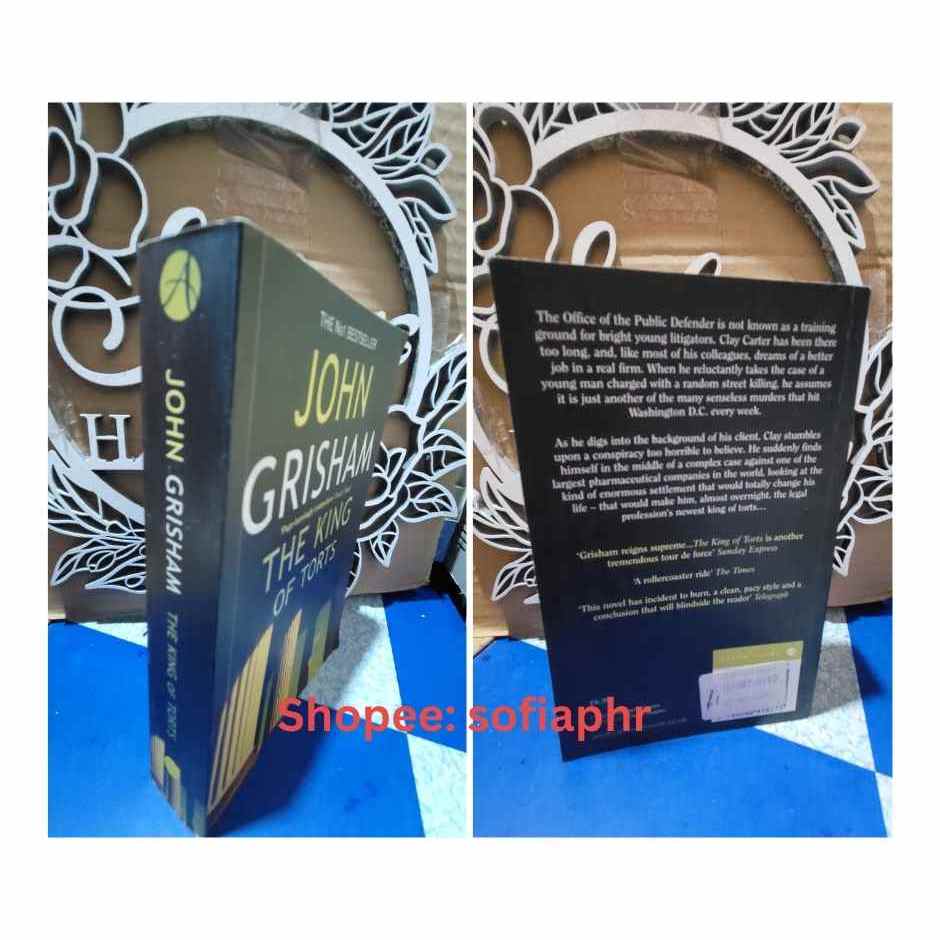 H
JOHN GRISHAM THE KING OF TORTS
THE No1 BESTSELLER
JOHN
GRISHAM
THE KING
OF TORTS
The Office of the Public Defender is not known as a training
ground for bright young litigators. Clay Carter has been there
too long, and, like most of his colleagues, dreams of a better
job in a real firm. When he reluctantly takes the case of a
young man charged with a random street killing, he assumes
it is just another of the many senseless murders that hit
Washington D.C. every week.
As he digs into the background of his client, Clay stumbles
upon a conspiracy too horrible to believe. He suddenly finds
himself in the middle of a complex case against one of the
largest pharmaceutical companies in the world, looking at the
kind of enormous settlement that would totally change his
life – that would make him, almost overnight, the legal
profession's newest king of torts...
'Grisham reigns supreme...The King of Torts is another
tremendous tour de force' Sunday Express
'A rollercoaster ride' The Times
'This novel has incident to burn, a clean, pacy style and a
conclusion that will blindside the reader' Telegraph
Shopee: sofiaphr